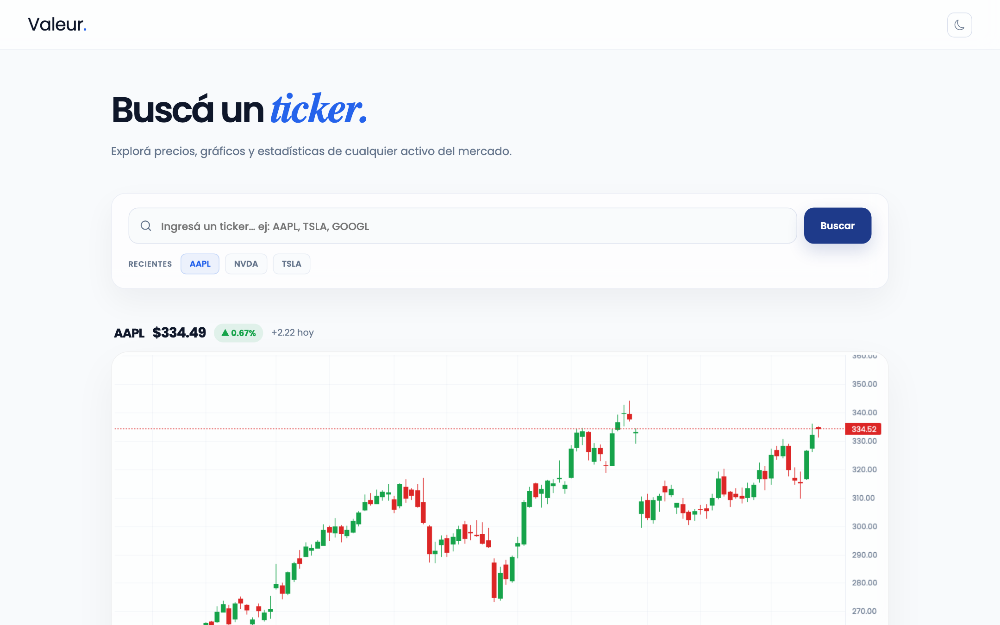 Valeur.
Buscá un ticker.
Explorá precios, gráficos y estadísticas de cualquier activo del mercado.
Ingresá un ticker... ej: AAPL, TSLA, GOOGL
Buscar
RECIENTES AAPL NVDA TSLA
AAPL $334.49 ▲ 0.67% +2.22 hoy
360.00
350.00
340.00
334.52
330.00
320.00
310.00
300.00
290.00
280.00
270.00